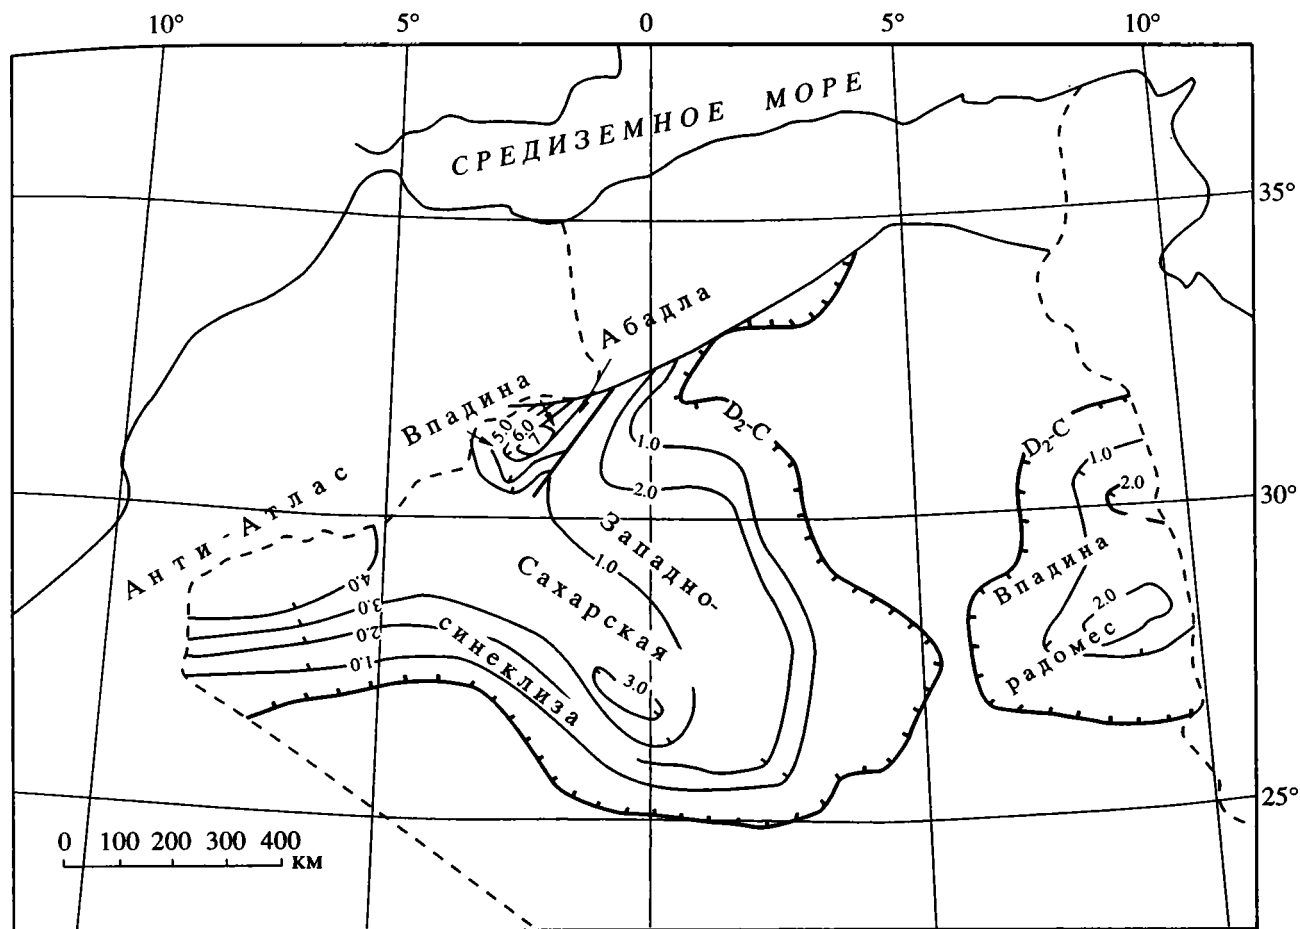 10° 5° 0 5° 10°
СРЕДИЗЕМНОЕ МОРЕ
35°
Впадина Абадла
5.0
6.0
7
D₂-C
1.0
2.0
D₂-C
1.0
2.0
30°
Анти-Атлас
Западно-
Сахарская
синеклиза
1.0
4.0
3.0
2.0
1.0
3.0
Впадина
радомес
2.0
25°
0 100 200 300 400
км